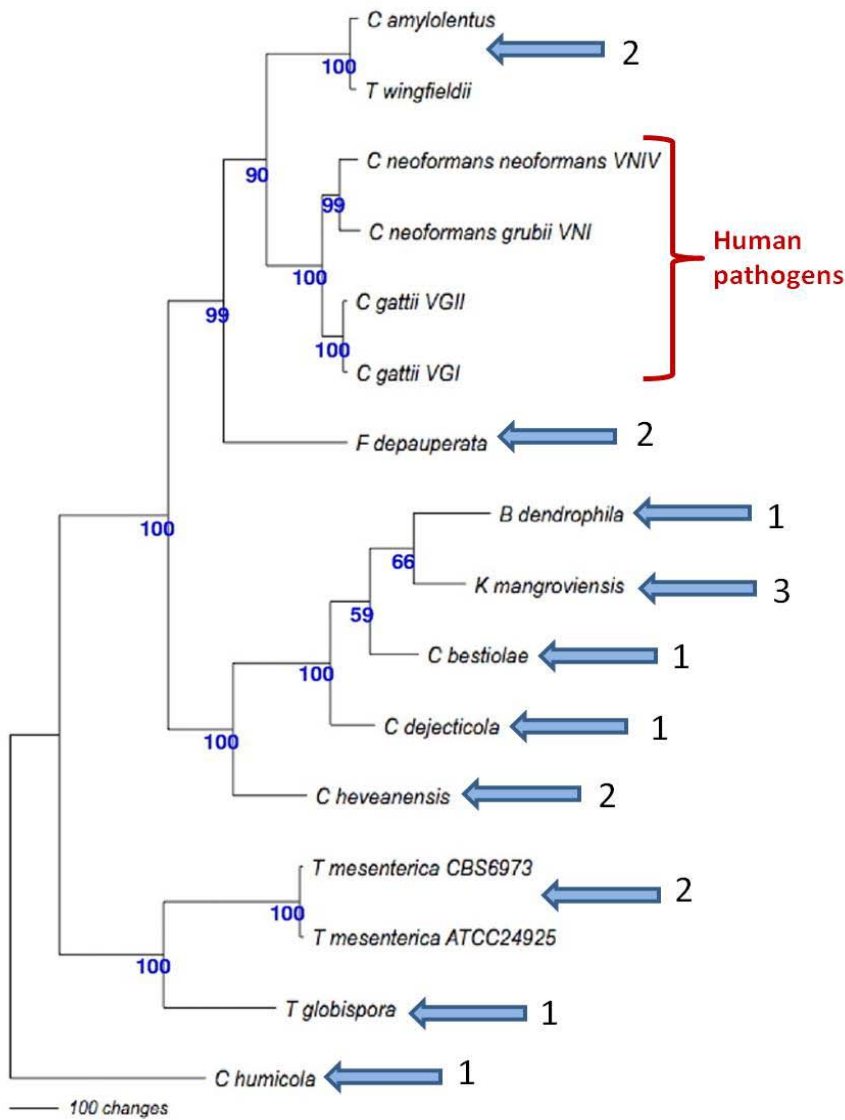 C amylolentus
2
100
T wingfieldii
C neoformans neoformans VNIV
90
99
C neoformans grubii VNI
Human
pathogens
100
C gattii VGII
99
100
C gattii VGI
F depauperata
2
B dendrophila
1
100
66
K mangroviensis
3
59
C bestiolae
1
100
C dejecticola
1
100
C heveanensis
2
T mesenterica CBS6973
2
100
T mesenterica ATCC24925
100
T globispora
1
C humicola
1
100 changes